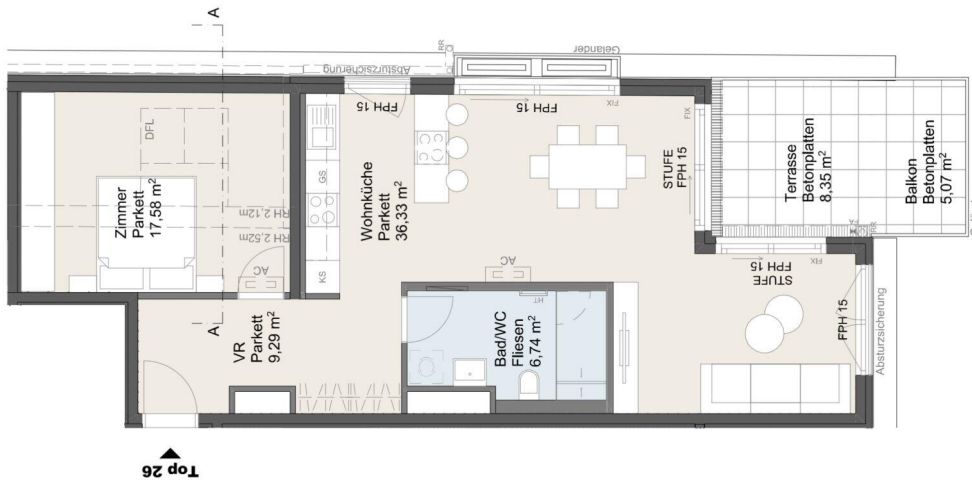 A
A
RR
Absturzsicherung
Geländer
DFL
Zimmer
Parkett
17,58 m²
RH 2,12m
RH 2,52m
AC
GS
KS
FPH 15
Wohnküche
Parkett
36,33 m²
FPH 15
FIX
FIX
STUFE
FPH 15
Terrasse
Betonplatten
8,35 m²
Balkon
Betonplatten
5,07 m²
RR
AC
VR
Parkett
9,29 m²
HT
Bad/WC
Fliesen
6,74 m²
FIX
STUFE
FPH 15
FPH 15
Absturzsicherung
Top 26